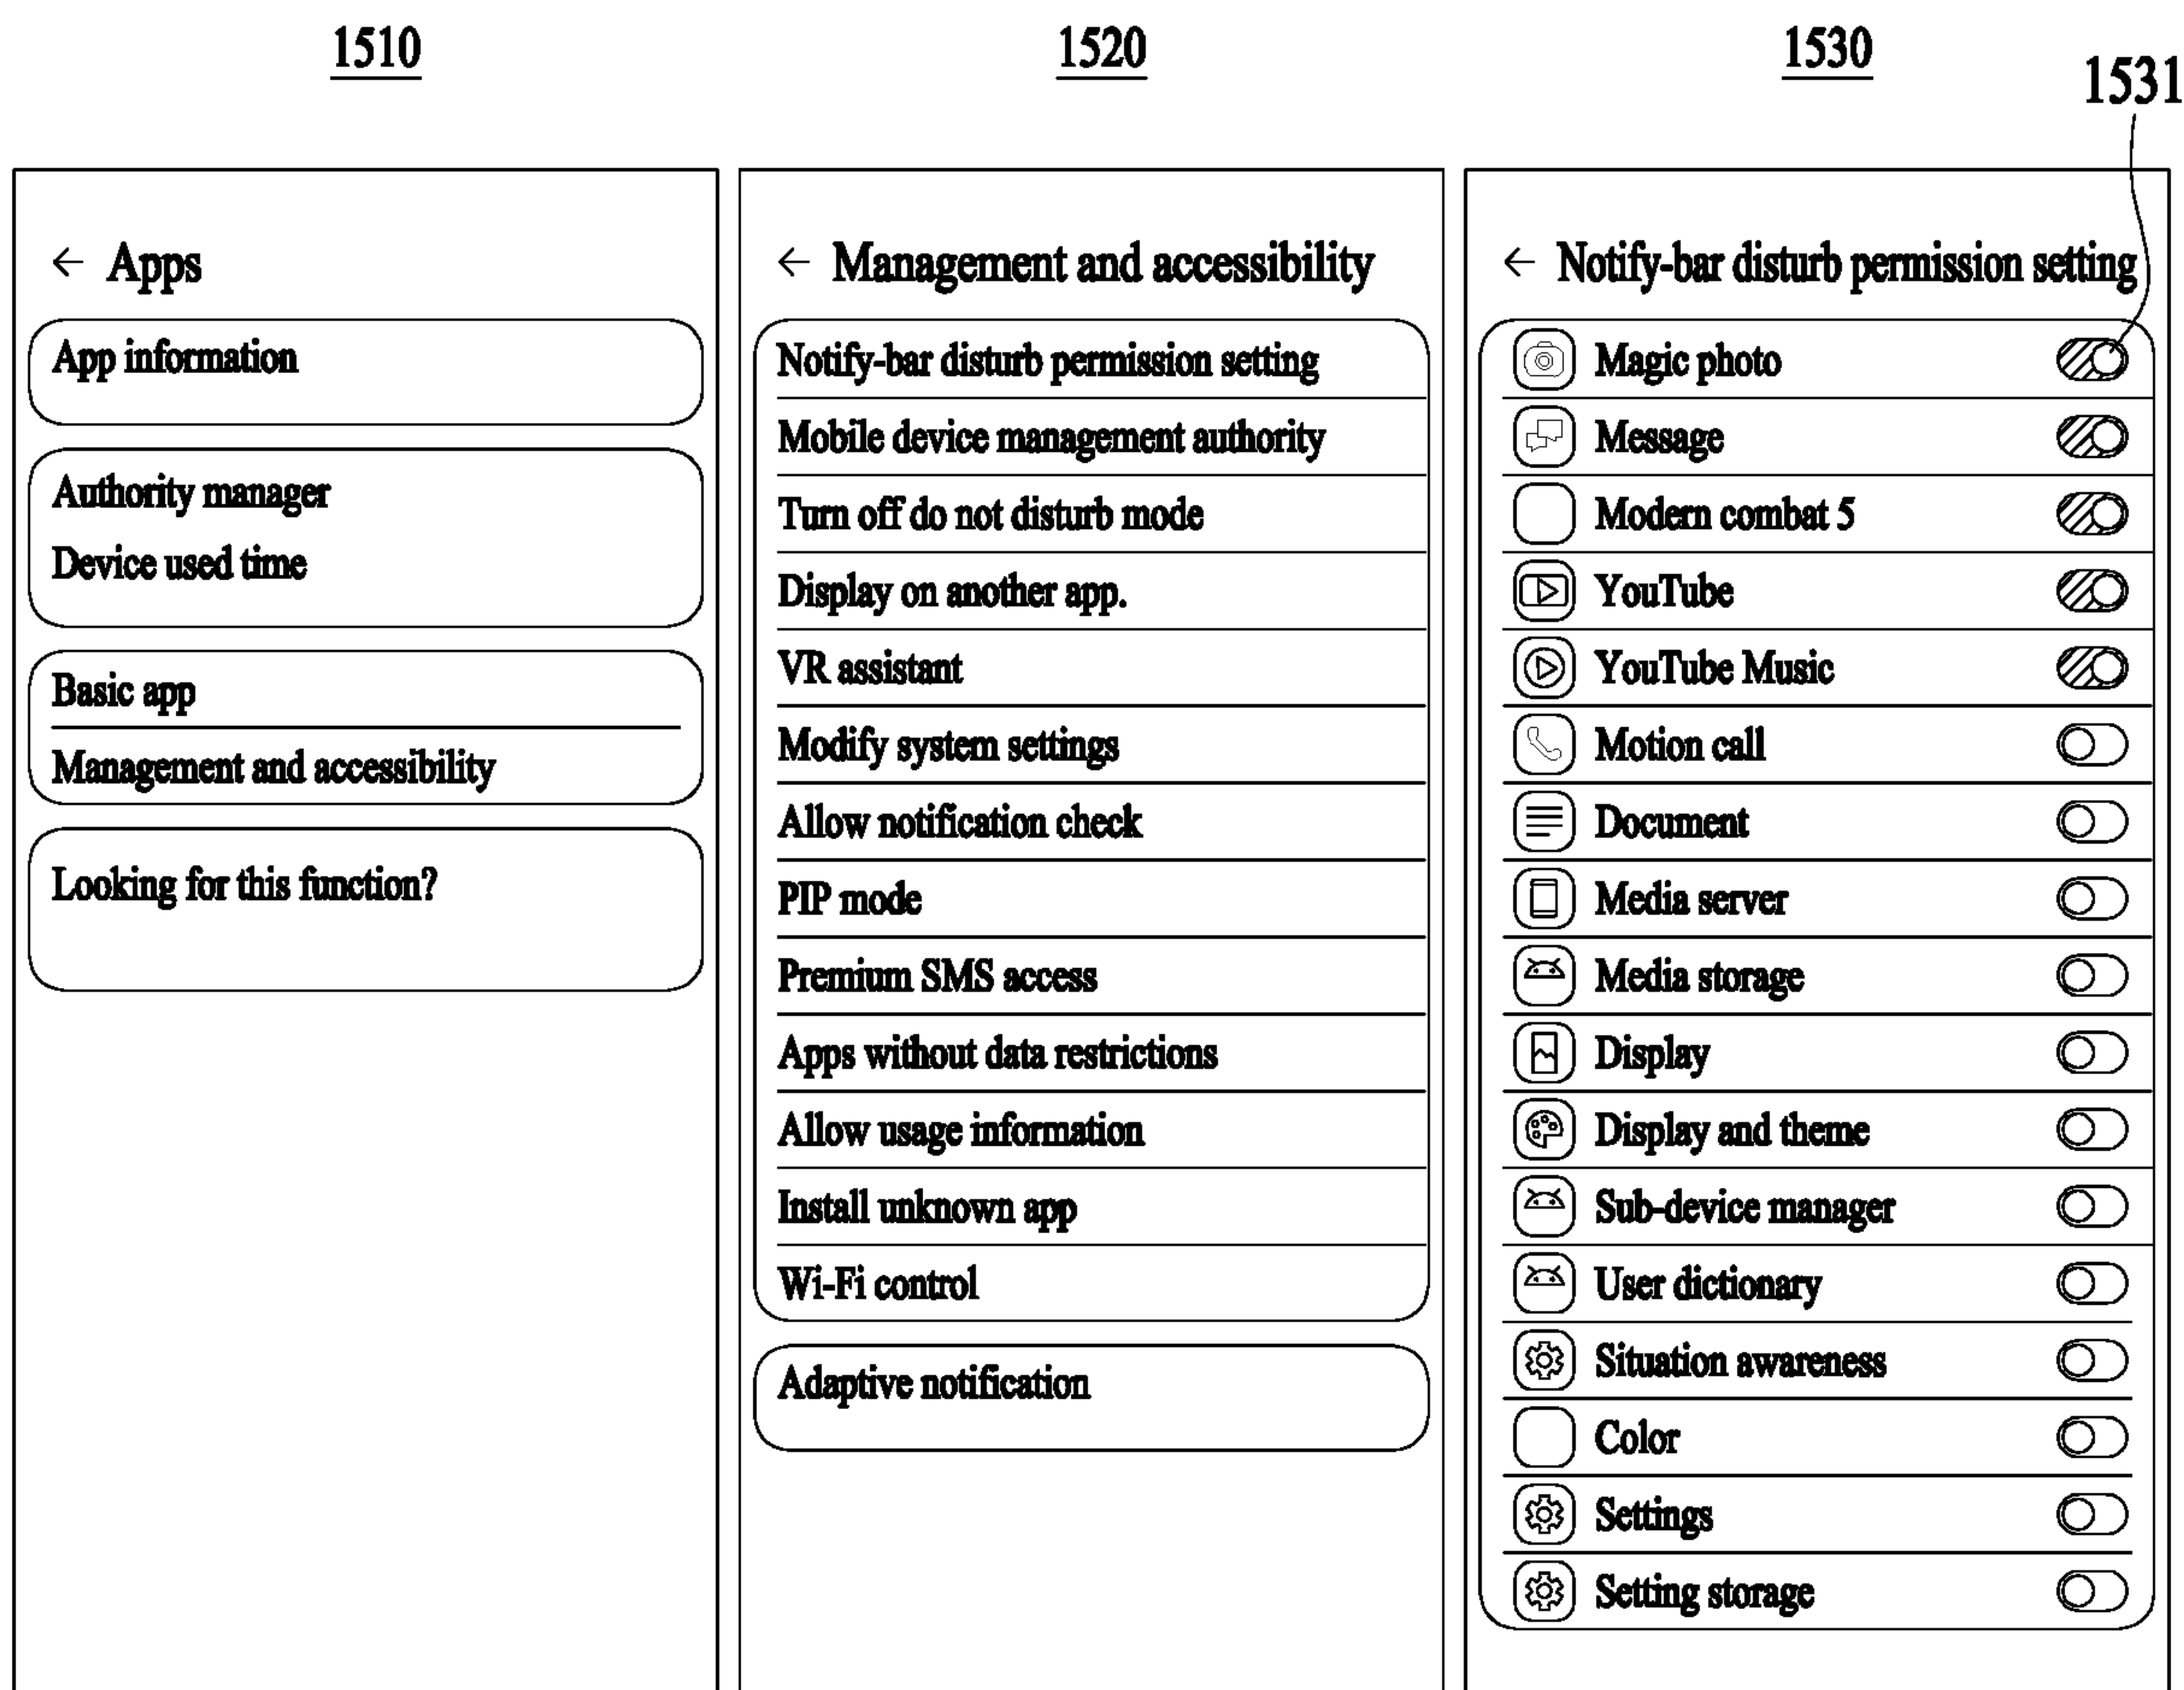 1510
1520
1530
1531
← Apps
App information
Authority manager
Device used time
Basic app
Management and accessibility
Looking for this function?
← Management and accessibility
Notify-bar disturb permission setting
Mobile device management authority
Turn off do not disturb mode
Display on another app.
VR assistant
Modify system settings
Allow notification check
PIP mode
Premium SMS access
Apps without data restrictions
Allow usage information
Install unknown app
Wi-Fi control
Adaptive notification
← Notify-bar disturb permission setting
Magic photo
Message
Modern combat 5
YouTube
YouTube Music
Motion call
Document
Media server
Media storage
Display
Display and theme
Sub-device manager
User dictionary
Situation awareness
Color
Settings
Setting storage